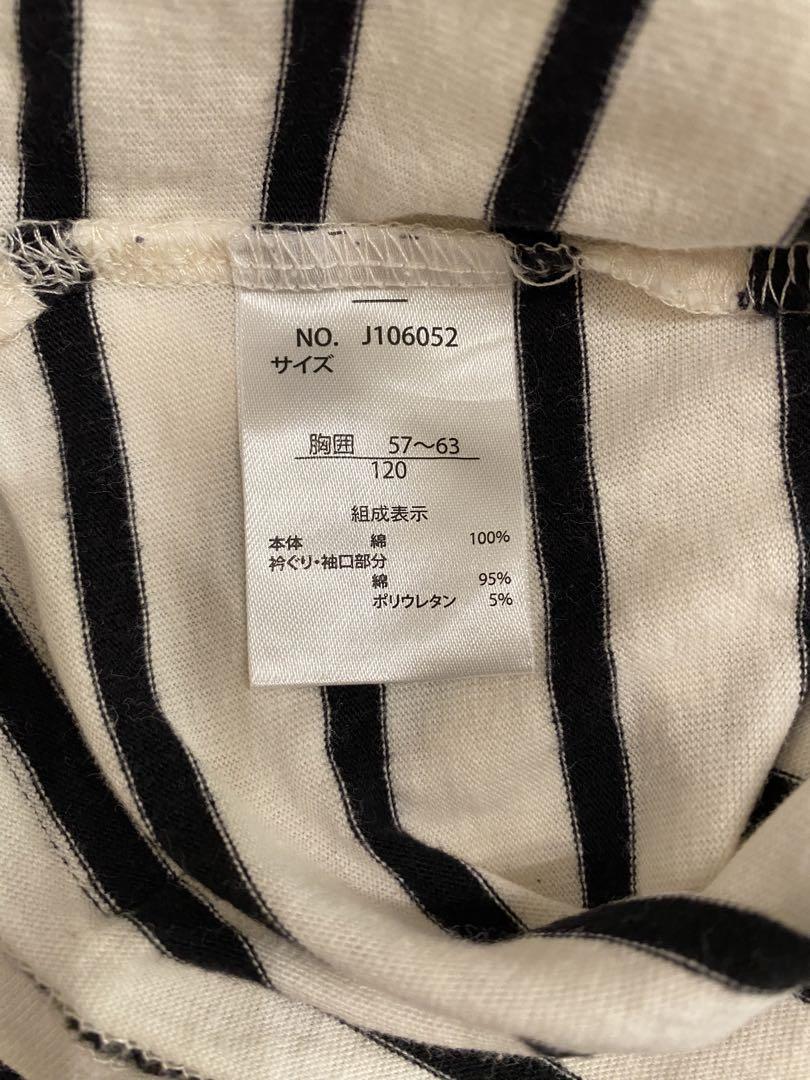 NO. J106052
サイズ
胸囲 57〜63
120
組成表示
本体 綿 100%
衿ぐり・袖口部分
綿 95%
ポリウレタン 5%